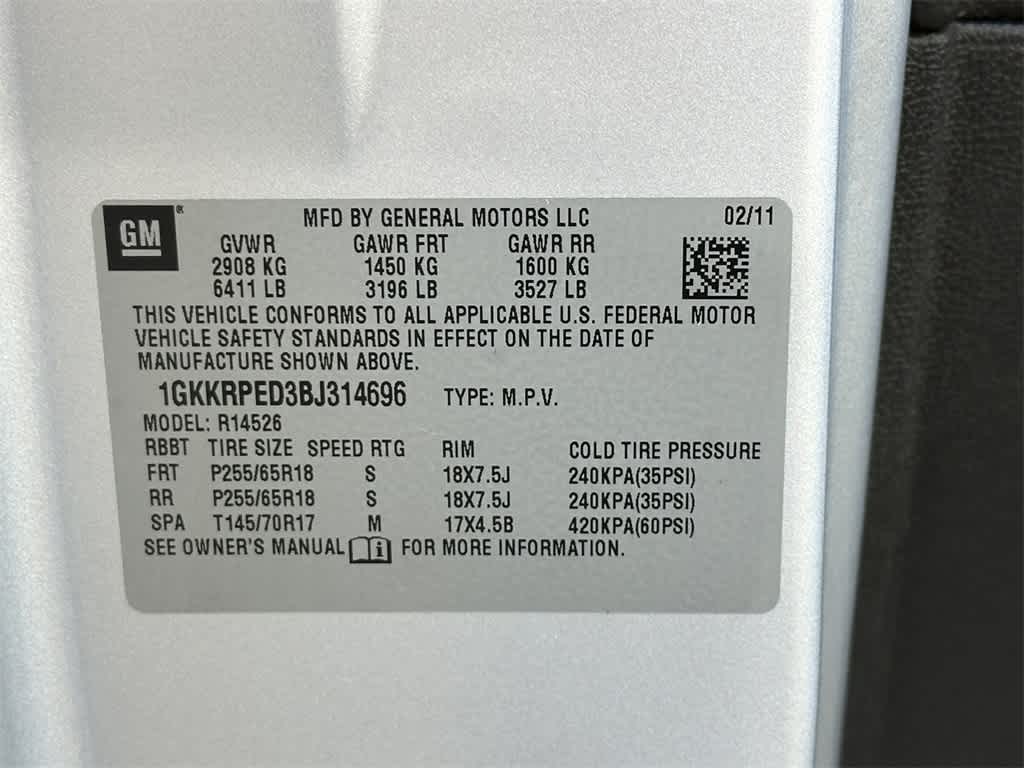 GM®
MFD BY GENERAL MOTORS LLC 02/11
GVWR GAWR FRT GAWR RR
2908 KG 1450 KG 1600 KG
6411 LB 3196 LB 3527 LB
THIS VEHICLE CONFORMS TO ALL APPLICABLE U.S. FEDERAL MOTOR
VEHICLE SAFETY STANDARDS IN EFFECT ON THE DATE OF
MANUFACTURE SHOWN ABOVE.
1GKKRPED3BJ314696 TYPE: M.P.V.
MODEL: R14526
RBBT TIRE SIZE SPEED RTG RIM COLD TIRE PRESSURE
FRT P255/65R18 S 18X7.5J 240KPA(35PSI)
RR P255/65R18 S 18X7.5J 240KPA(35PSI)
SPA T145/70R17 M 17X4.5B 420KPA(60PSI)
SEE OWNER'S MANUAL i FOR MORE INFORMATION.